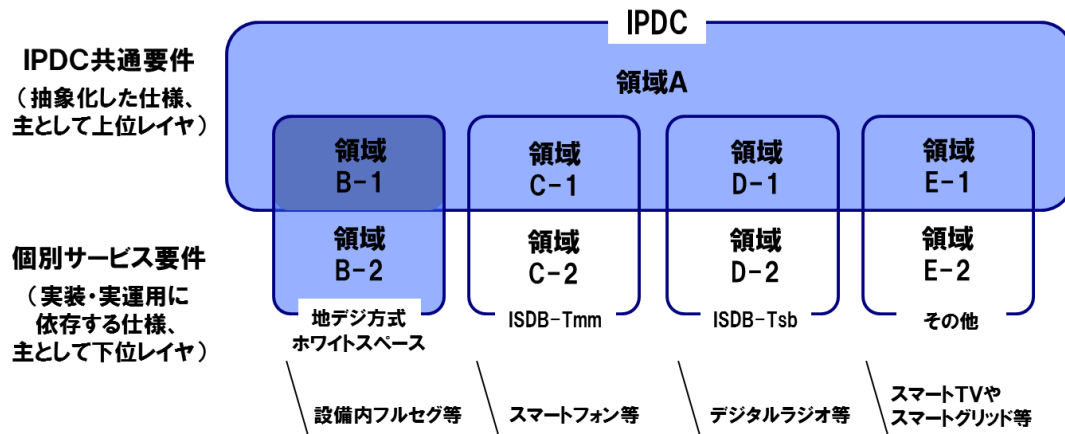 IPDC
IPDC共通要件
（抽象化した仕様、
主として上位レイヤ）
領域A
領域
B-1
領域
C-1
領域
D-1
領域
E-1
個別サービス要件
（実装・実運用に
依存する仕様、
主として下位レイヤ）
領域
B-2
領域
C-2
領域
D-2
領域
E-2
地デジ方式
ホワイトスペース
ISDB-Tmm
ISDB-Tsb
その他
設備内フルセグ等
スマートフォン等
デジタルラジオ等
スマートTVや
スマートグリッド等